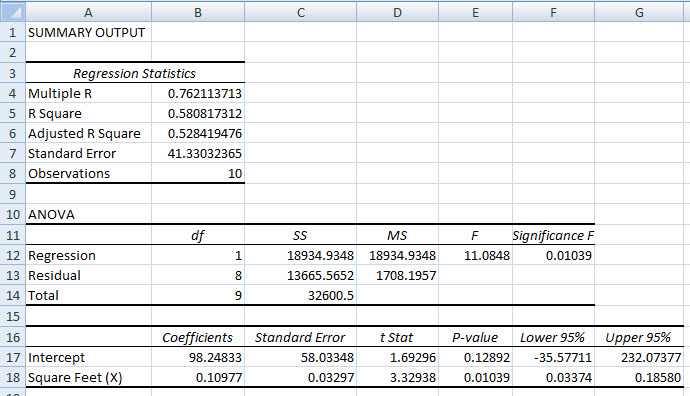 A B C D E F G
1 SUMMARY OUTPUT
2
3 Regression Statistics
4 Multiple R 0.762113713
5 R Square 0.580817312
6 Adjusted R Square 0.528419476
7 Standard Error 41.33032365
8 Observations 10
9
10 ANOVA
11 df SS MS F Significance F
12 Regression 1 18934.9348 18934.9348 11.0848 0.01039
13 Residual 8 13665.5652 1708.1957
14 Total 9 32600.5
15
16 Coefficients Standard Error t Stat P-value Lower 95% Upper 95%
17 Intercept 98.24833 58.03348 1.69296 0.12892 -35.57711 232.07377
18 Square Feet (X) 0.10977 0.03297 3.32938 0.01039 0.03374 0.18580